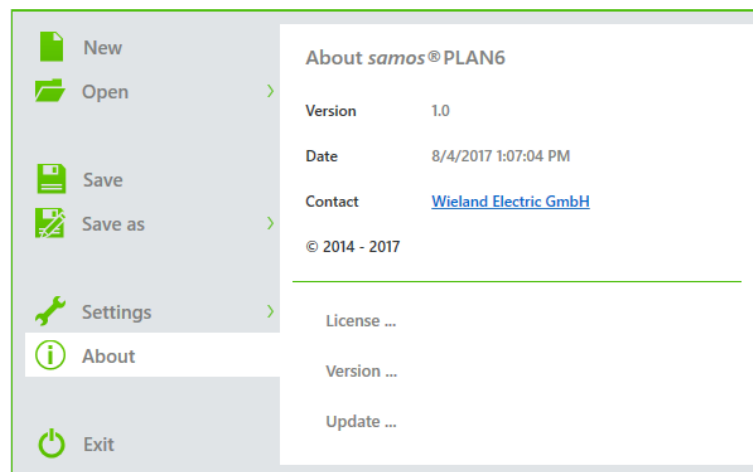 New
Open
Save
Save as
Settings
About
Exit
About samos®PLAN6
Version 1.0
Date 8/4/2017 1:07:04 PM
Contact Wieland Electric GmbH
© 2014 - 2017
License ...
Version ...
Update ...